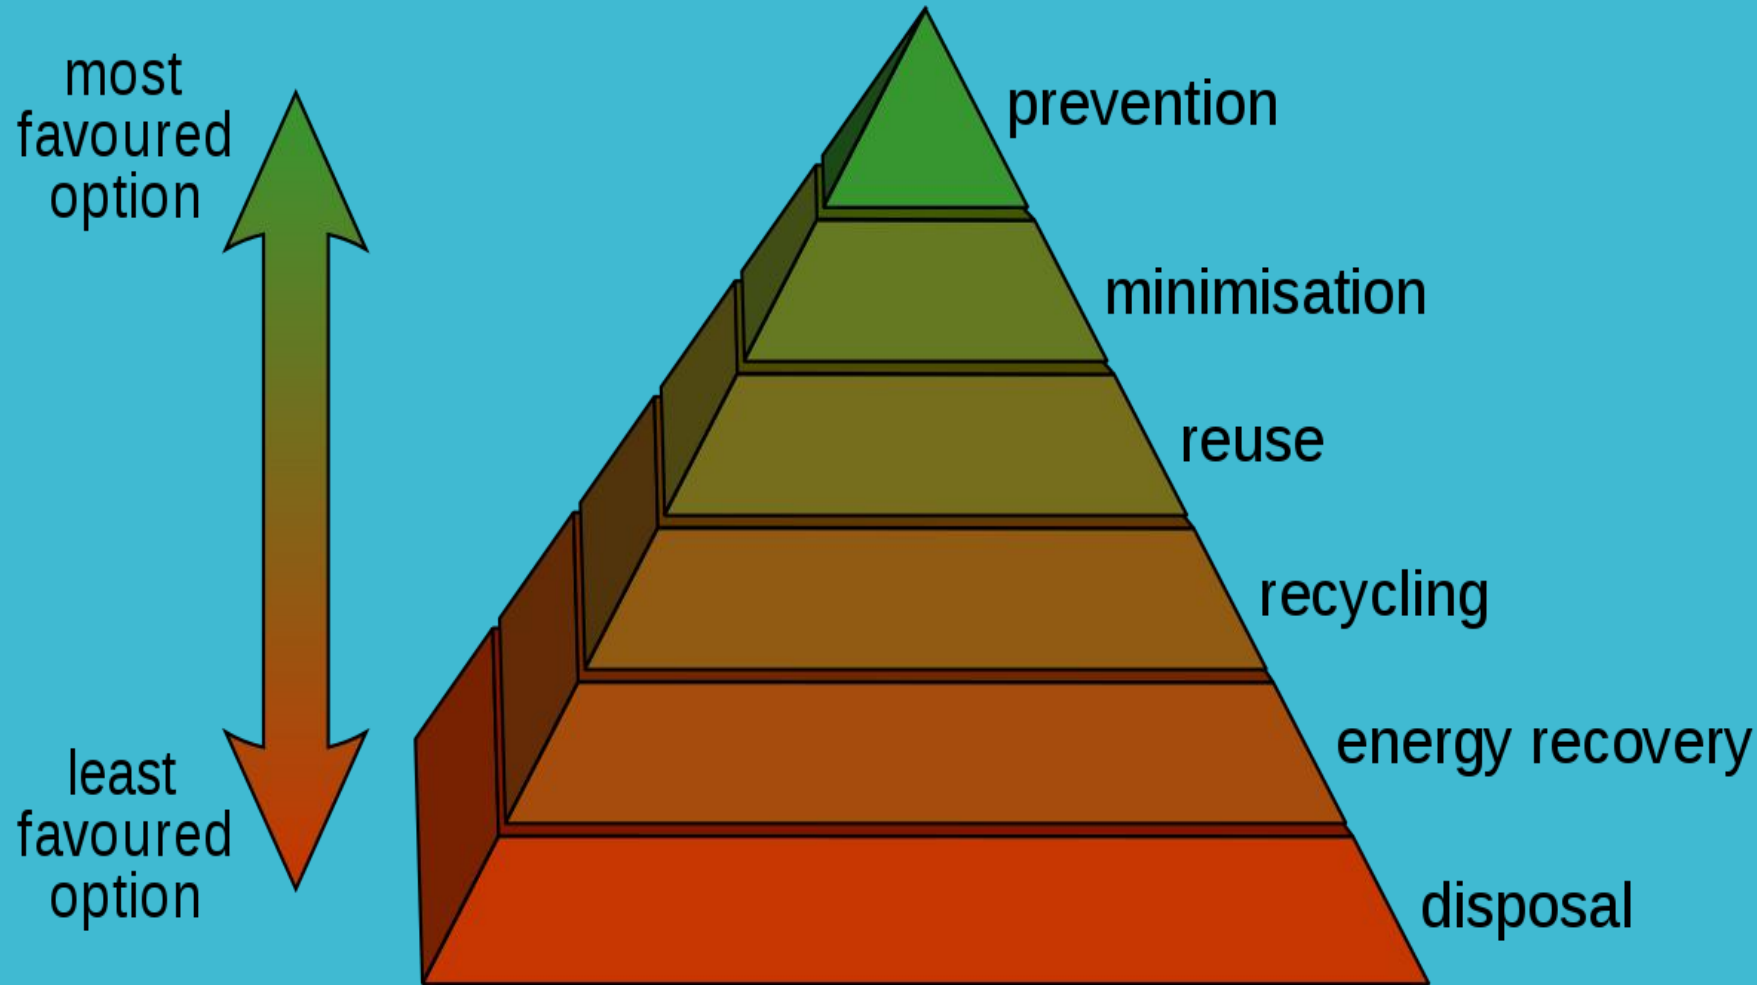 most
favoured
option
prevention
minimisation
reuse
recycling
energy recovery
least
favoured
option
disposal